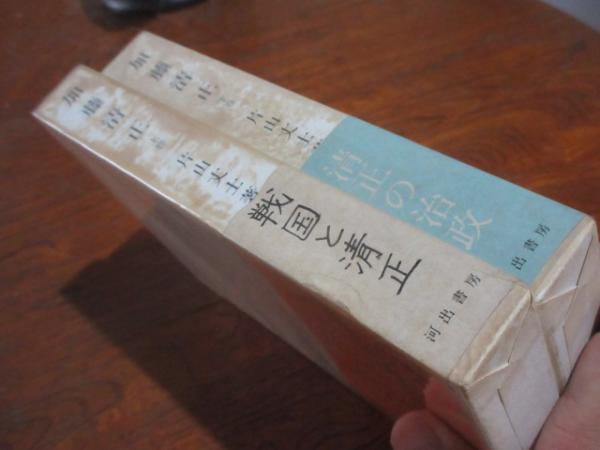 加藤清正
片山丈士著
戦国と清正
河出書房
加藤清正
片山丈士
清正の治政
出書房